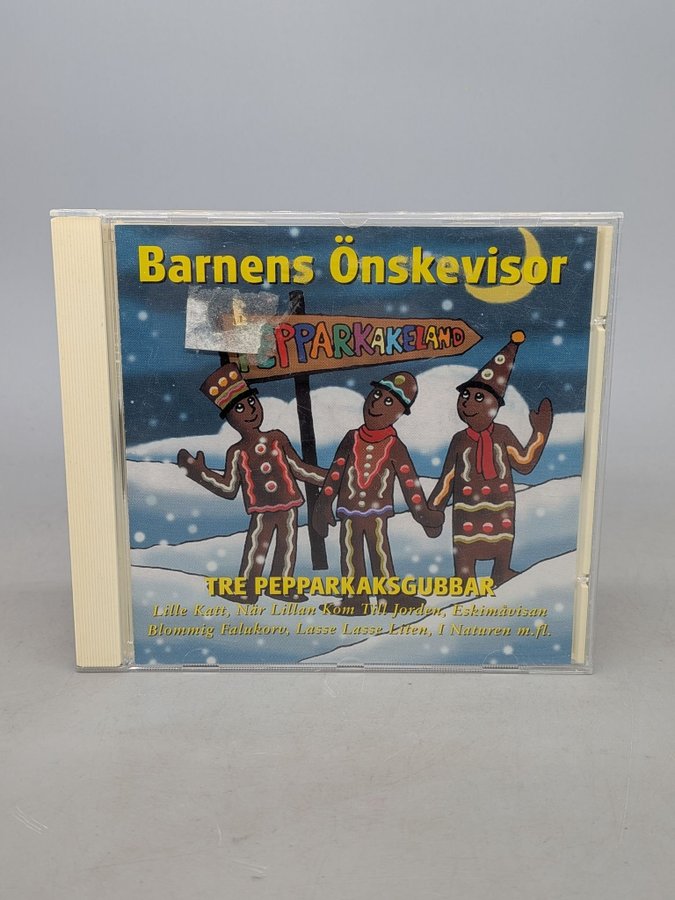 Barnens Önskevisor
PEPPARKAKELAND
TRE PEPPARKAKSGUBBAR
Lille Katt, När Lillan Kom Till Jorden, Eskimåvisan
Blommig Falukorv, Lasse Lasse Liten, I Naturen m.fl.